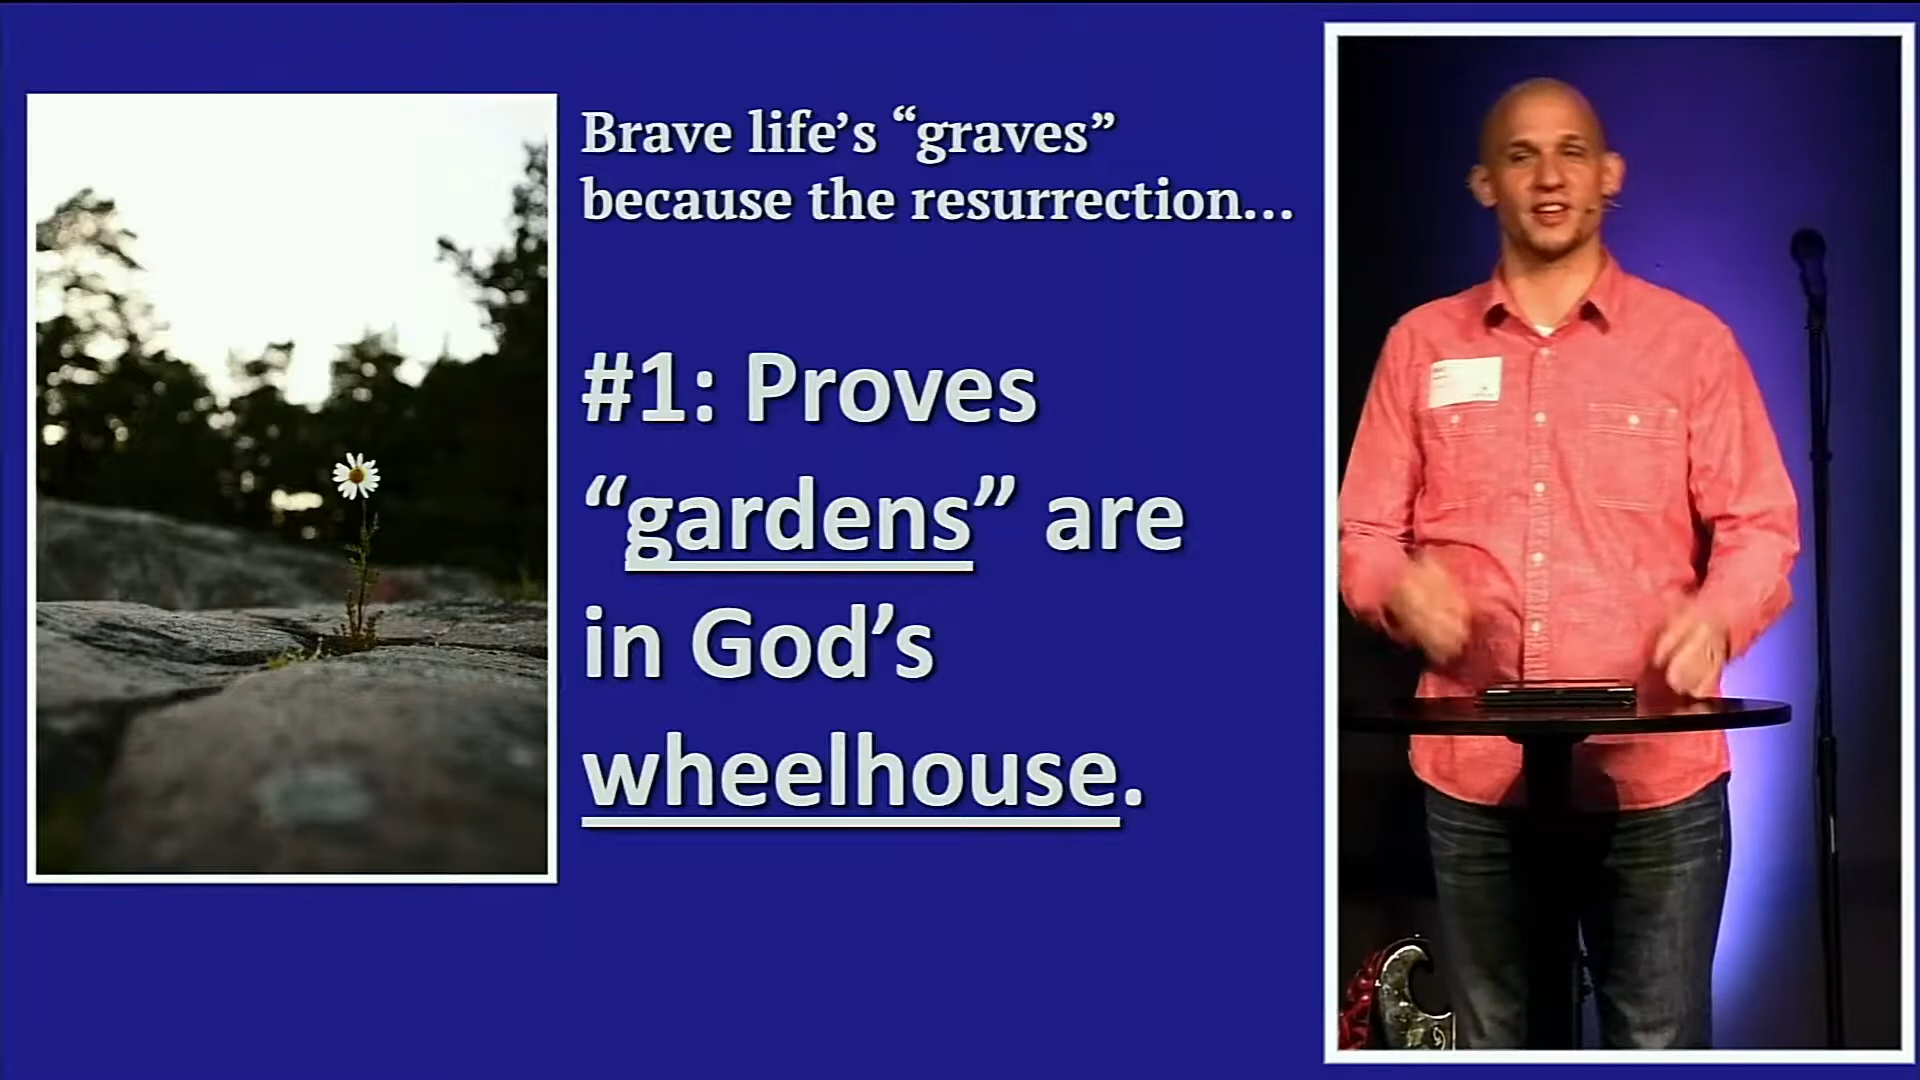 Brave life’s “graves”
because the resurrection...
#1: Proves
“gardens” are
in God’s
wheelhouse.